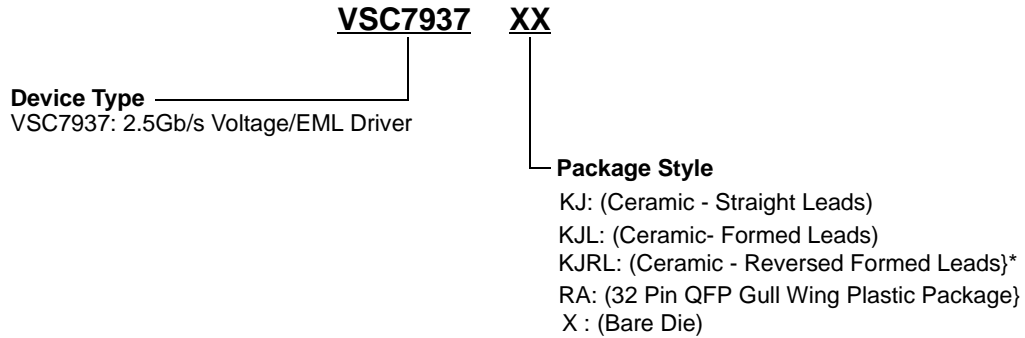 VSC7937 XX
Device Type
VSC7937: 2.5Gb/s Voltage/EML Driver
Package Style
KJ: (Ceramic - Straight Leads)
KJL: (Ceramic- Formed Leads)
KJRL: (Ceramic - Reversed Formed Leads}*
RA: (32 Pin QFP Gull Wing Plastic Package}
X : (Bare Die)